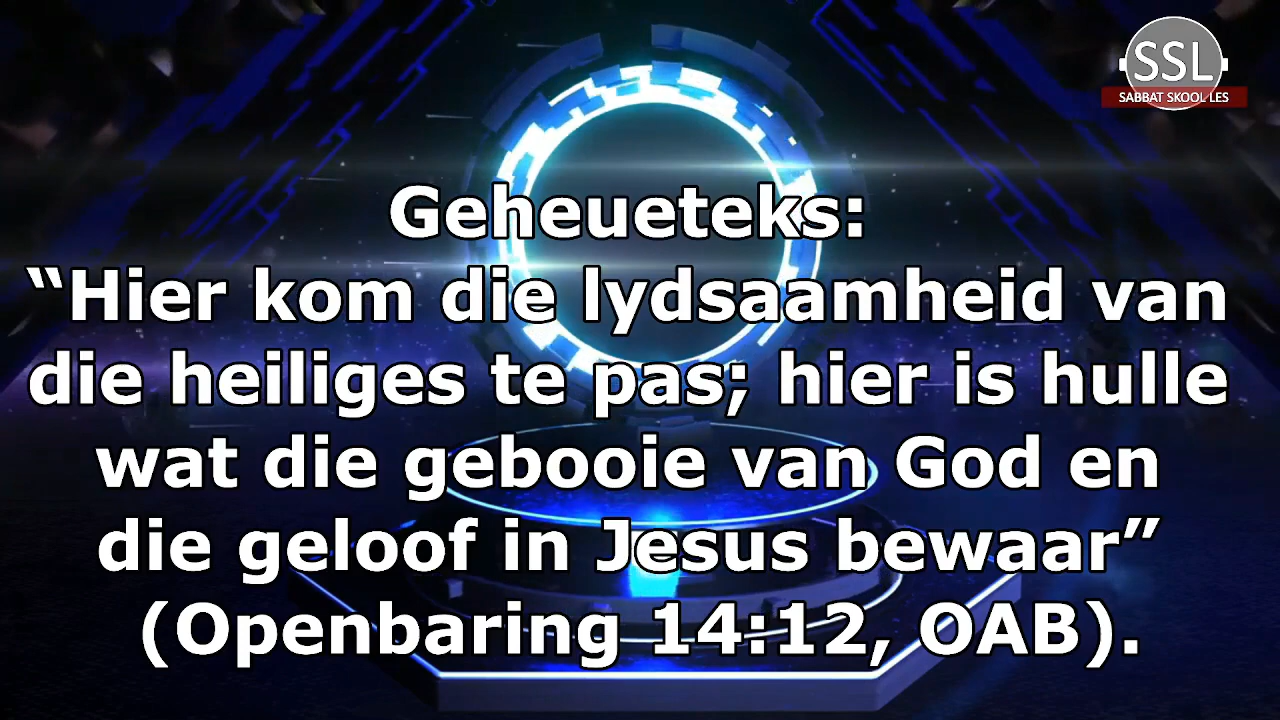 SSL
SABBAT SKOOL LES
Geheueteks:
“Hier kom die lydsaamheid van
die heiliges te pas; hier is hulle
wat die gebooie van God en
die geloof in Jesus bewaar”
(Openbaring 14:12, OAB).